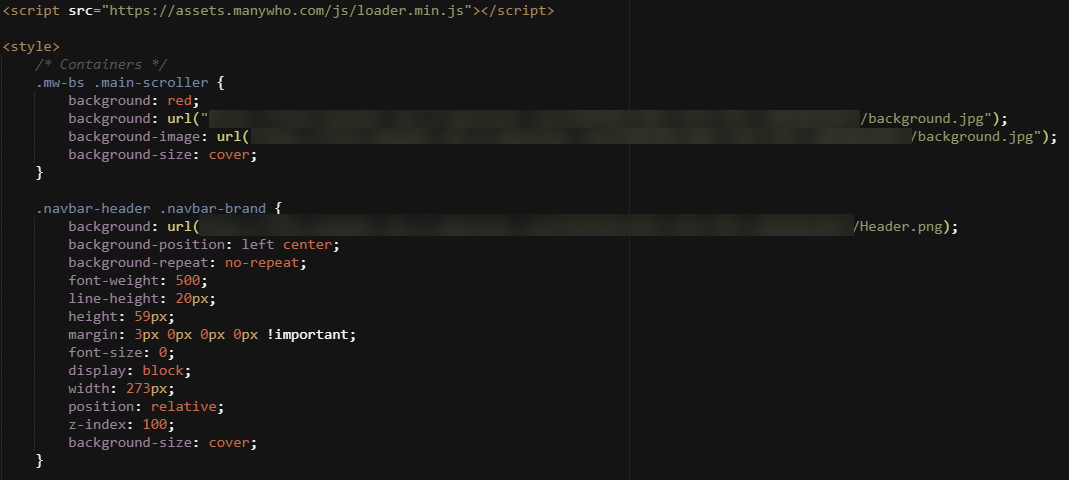 <script src="https://assets.manywho.com/js/loader.min.js"></script>
<style>
/* Containers */
.mw-bs .main-scroller {
background: red;
background: url("/background.jpg");
background-image: url(/background.jpg");
background-size: cover;
}
.navbar-header .navbar-brand {
background: url(/Header.png);
background-position: left center;
background-repeat: no-repeat;
font-weight: 500;
line-height: 20px;
height: 59px;
margin: 3px 0px 0px 0px !important;
font-size: 0;
display: block;
width: 273px;
position: relative;
z-index: 100;
background-size: cover;
}